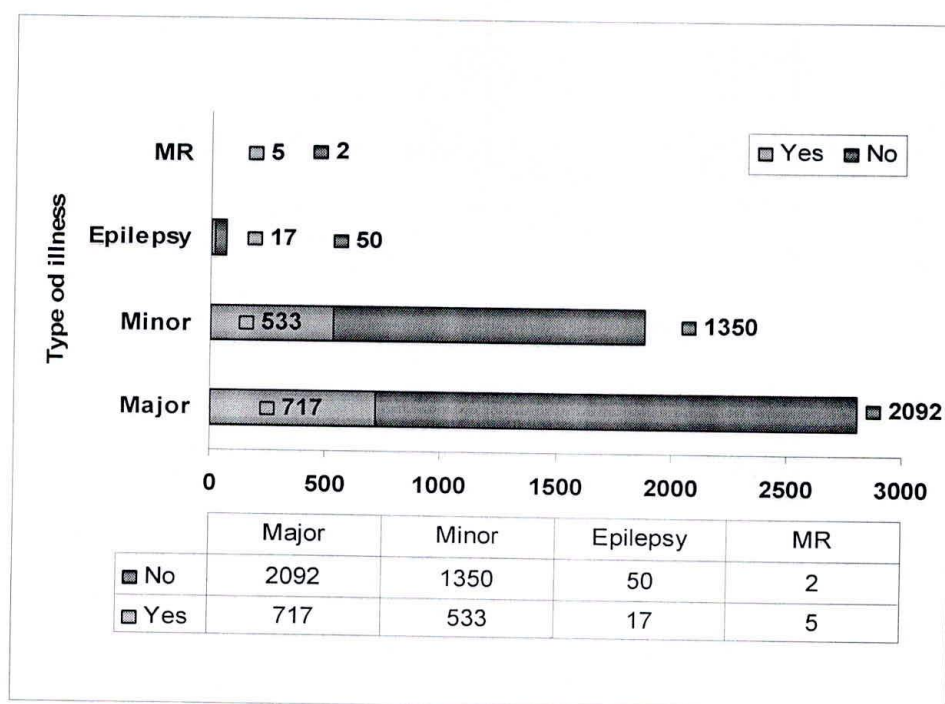 MR 5 2
Yes No
Epilepsy 17 50
Minor 533 1350
Major 717 2092
Type od illness
0 500 1000 1500 2000 2500 3000
Major Minor Epilepsy MR
No 2092 1350 50 2
Yes 717 533 17 5